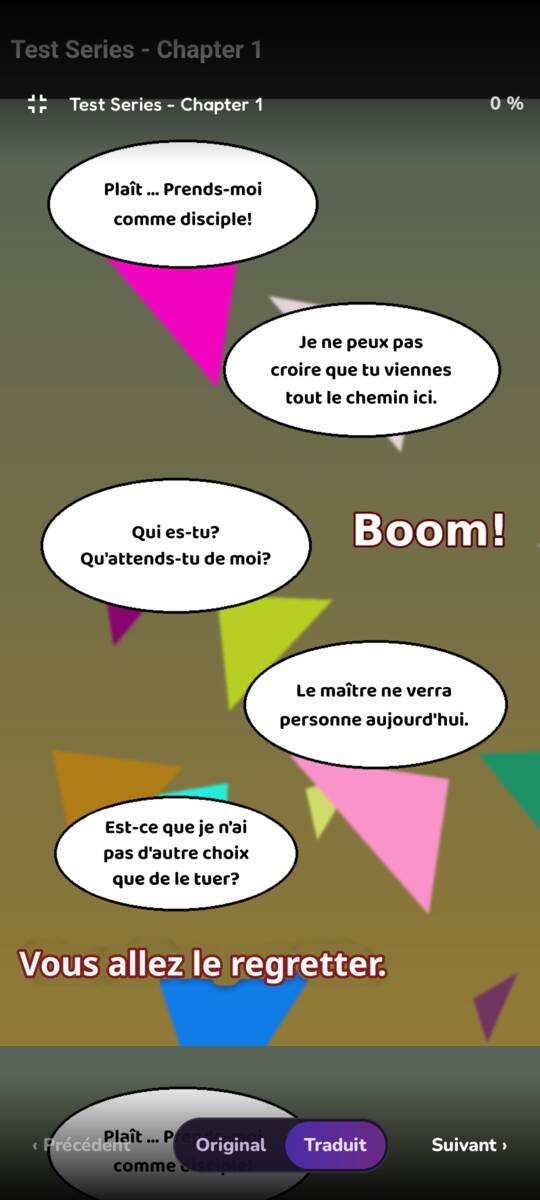 Test Series - Chapter 1
Test Series - Chapter 1
0 %
Plaît ... Prends-moi
comme disciple!
Je ne peux pas
croire que tu viennes
tout le chemin ici.
Qui es-tu?
Qu'attends-tu de moi?
Boom!
Le maître ne verra
personne aujourd'hui.
Est-ce que je n'ai
pas d'autre choix
que de le tuer?
Vous allez le regretter.
Plaît ... P
‹ Précédent
Original
Traduit
Suivant ›
comme disciple!